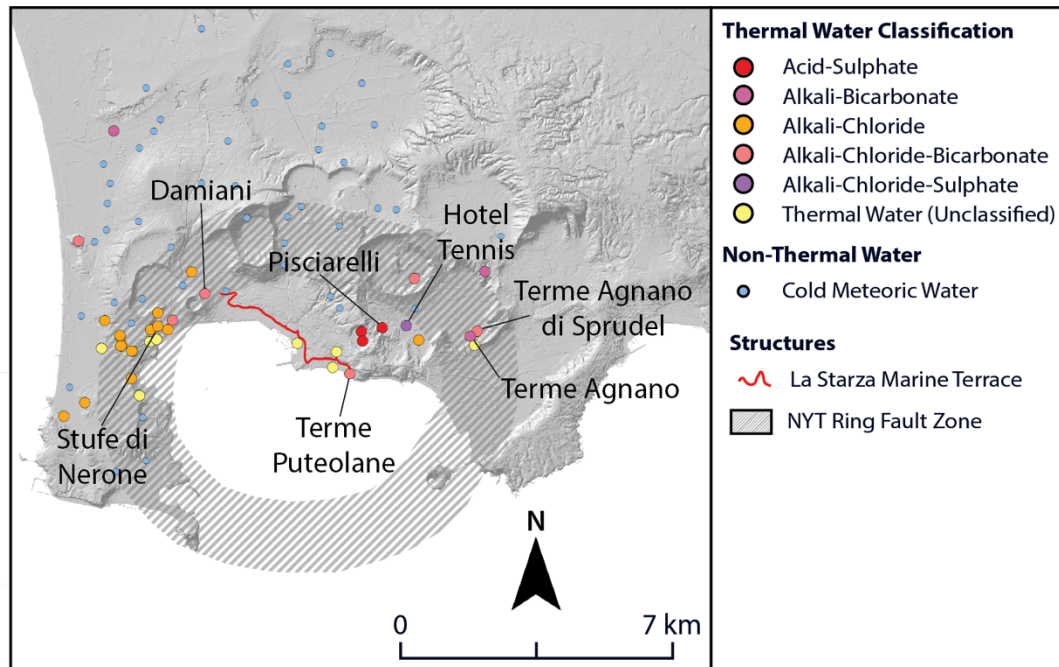 Damiani
Hotel
Tennis
Pisciarelli
Terme Agnano
di Sprudel
Terme Agnano
Terme
Puteolane
Stufe di
Nerone
N
0
7 km
Thermal Water Classification
Acid-Sulphate
Alkali-Bicarbonate
Alkali-Chloride
Alkali-Chloride-Bicarbonate
Alkali-Chloride-Sulphate
Thermal Water (Unclassified)
Non-Thermal Water
Cold Meteoric Water
Structures
La Starza Marine Terrace
NYT Ring Fault Zone